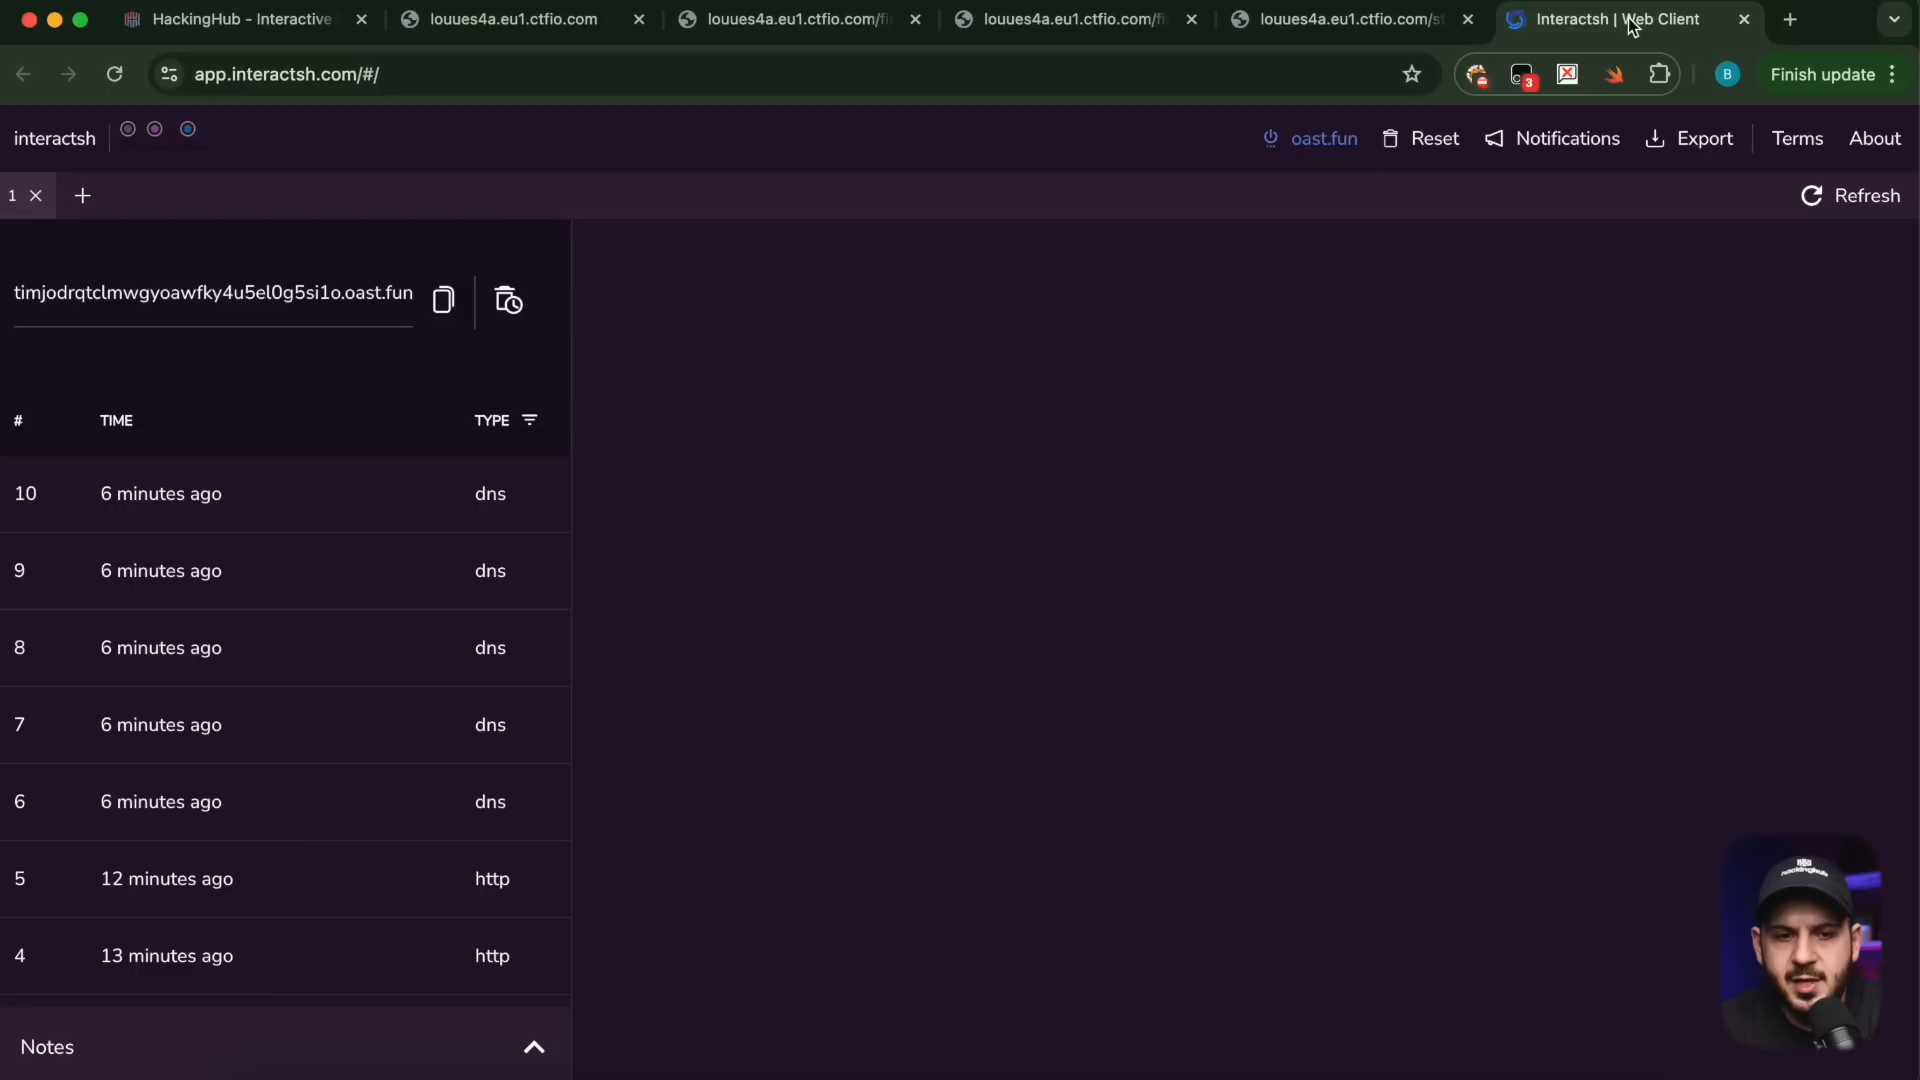 HackingHub - Interactive
louues4a.eu1.ctfio.com
louues4a.eu1.ctfio.com/fi
louues4a.eu1.ctfio.com/fi
louues4a.eu1.ctfio.com/st
Interactsh | Web Client
app.interactsh.com/#/
3
B
Finish update
interactsh
oast.fun
Reset
Notifications
Export
Terms
About
1
Refresh
timjodrqtclmwgyoawfky4u5el0g5si1o.oast.fun
# TIME TYPE
10 6 minutes ago dns
9 6 minutes ago dns
8 6 minutes ago dns
7 6 minutes ago dns
6 6 minutes ago dns
5 12 minutes ago http
4 13 minutes ago http
Notes
hackinghub